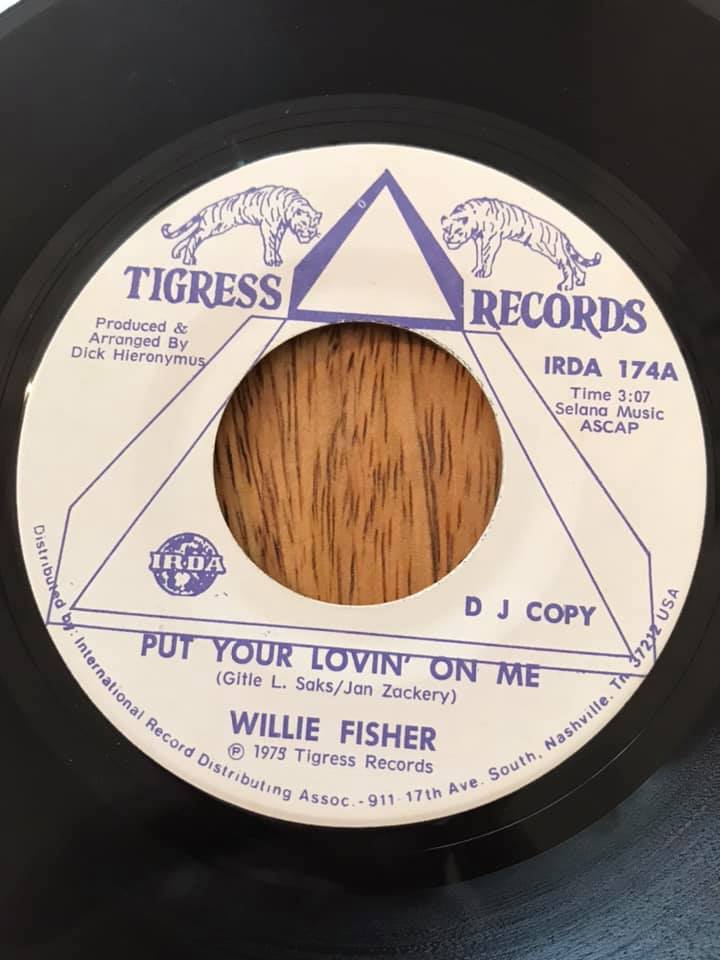 TIGRESS RECORDS
Produced &
Arranged By
Dick Hieronymus
IRDA 174A
Time 3:07
Selana Music
ASCAP
IRDA
D J COPY
PUT YOUR LOVIN' ON ME
(Gitle L. Saks/Jan Zackery)
WILLIE FISHER
℗ 1975 Tigress Records
Distributed by: International Record Distributing Assoc. - 911-17th Ave. South, Nashville, Tn 37212 USA